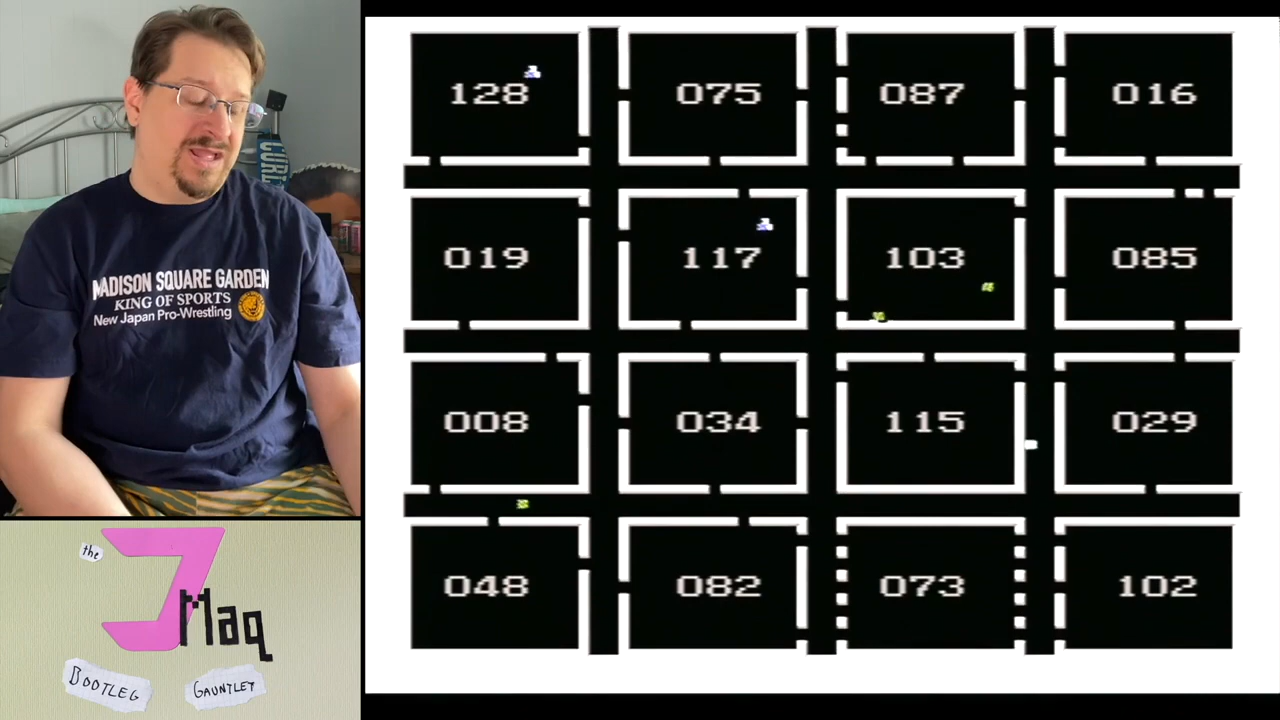 MADISON SQUARE GARDEN
KING OF SPORTS
New Japan Pro-Wrestling
the
J
Maq
BOOTLEG
GAUNTLET
128 075 087 016
019 117 103 085
008 034 115 029
048 082 073 102